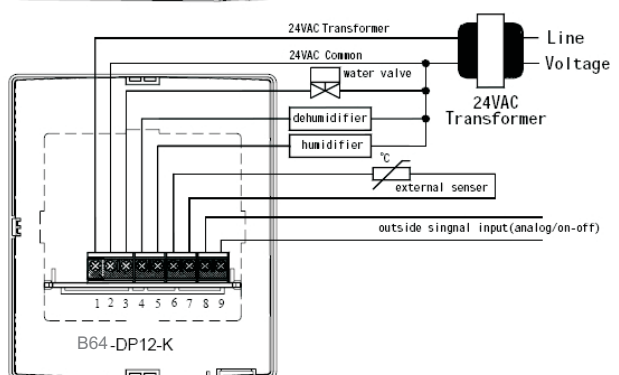 24VAC Transformer
Line
24VAC Common
Voltage
water valve
24VAC
Transformer
dehumidifier
humidifier
°C
external senser
outside singnal input(analog/on-off)
1 2 3 4 5 6 7 8 9
B64-DP12-K